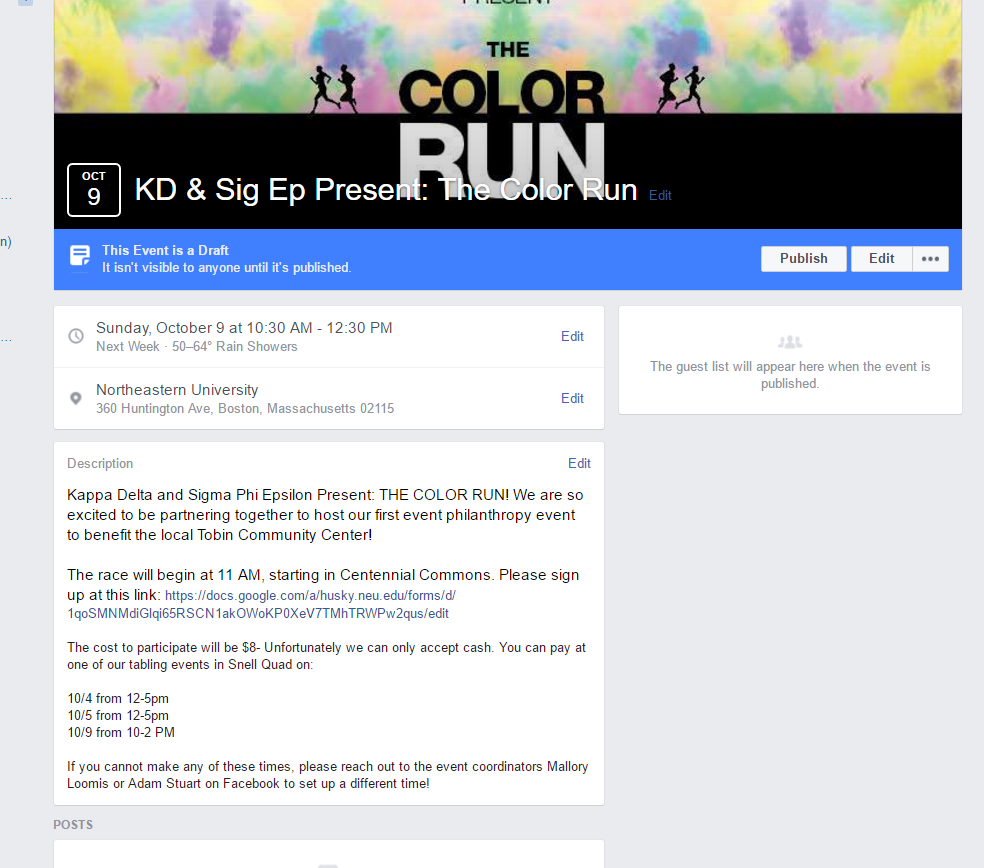 PRESENT
THE
COLOR
RUN
OCT
9
KD & Sig Ep Present: The Color Run Edit
n)
This Event is a Draft
It isn't visible to anyone until it's published.
Publish Edit
Sunday, October 9 at 10:30 AM - 12:30 PM
Next Week · 50–64° Rain Showers
Edit
Northeastern University
360 Huntington Ave, Boston, Massachusetts 02115
Edit
The guest list will appear here when the event is
published.
Description Edit
Kappa Delta and Sigma Phi Epsilon Present: THE COLOR RUN! We are so
excited to be partnering together to host our first event philanthropy event
to benefit the local Tobin Community Center!
The race will begin at 11 AM, starting in Centennial Commons. Please sign
up at this link: https://docs.google.com/a/husky.neu.edu/forms/d/
1qoSMNMdiGlqi65RSCN1akOWoKP0XeV7TMhTRWPw2qus/edit
The cost to participate will be $8- Unfortunately we can only accept cash. You can pay at
one of our tabling events in Snell Quad on:
10/4 from 12-5pm
10/5 from 12-5pm
10/9 from 10-2 PM
If you cannot make any of these times, please reach out to the event coordinators Mallory
Loomis or Adam Stuart on Facebook to set up a different time!
POSTS